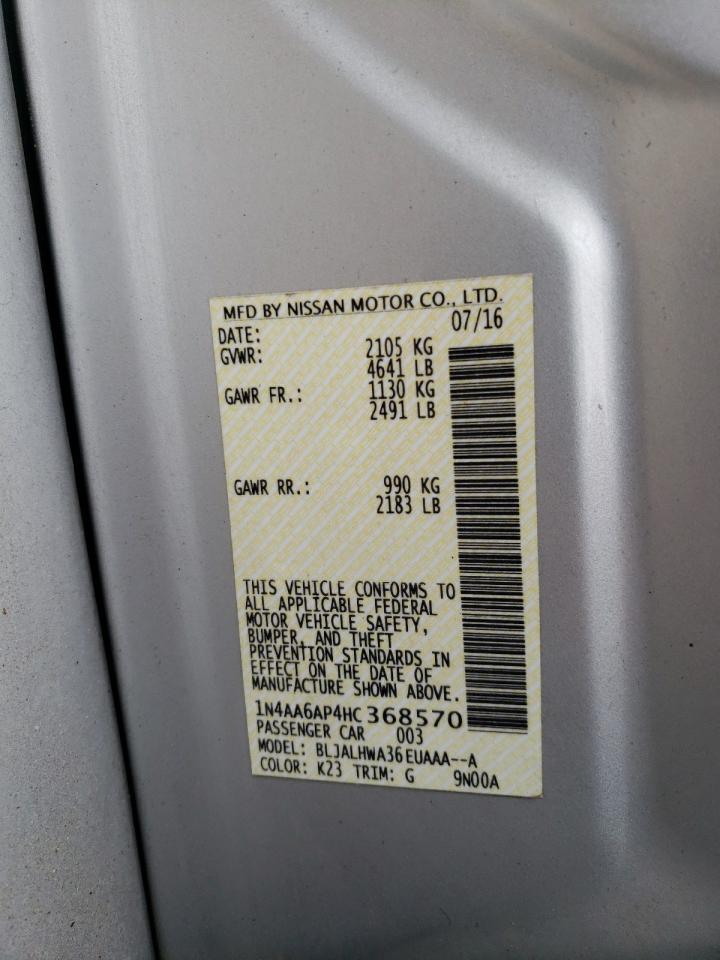 MFD BY NISSAN MOTOR CO., LTD.
DATE: 07/16
GVWR: 2105 KG
4641 LB
GAWR FR.: 1130 KG
2491 LB
GAWR RR.: 990 KG
2183 LB
THIS VEHICLE CONFORMS TO
ALL APPLICABLE FEDERAL
MOTOR VEHICLE SAFETY,
BUMPER, AND THEFT
PREVENTION STANDARDS IN
EFFECT ON THE DATE OF
MANUFACTURE SHOWN ABOVE.
1N4AA6AP4HC 368570
PASSENGER CAR 003
MODEL: BLJALHWA36EUAAA--A
COLOR: K23 TRIM: G 9N00A